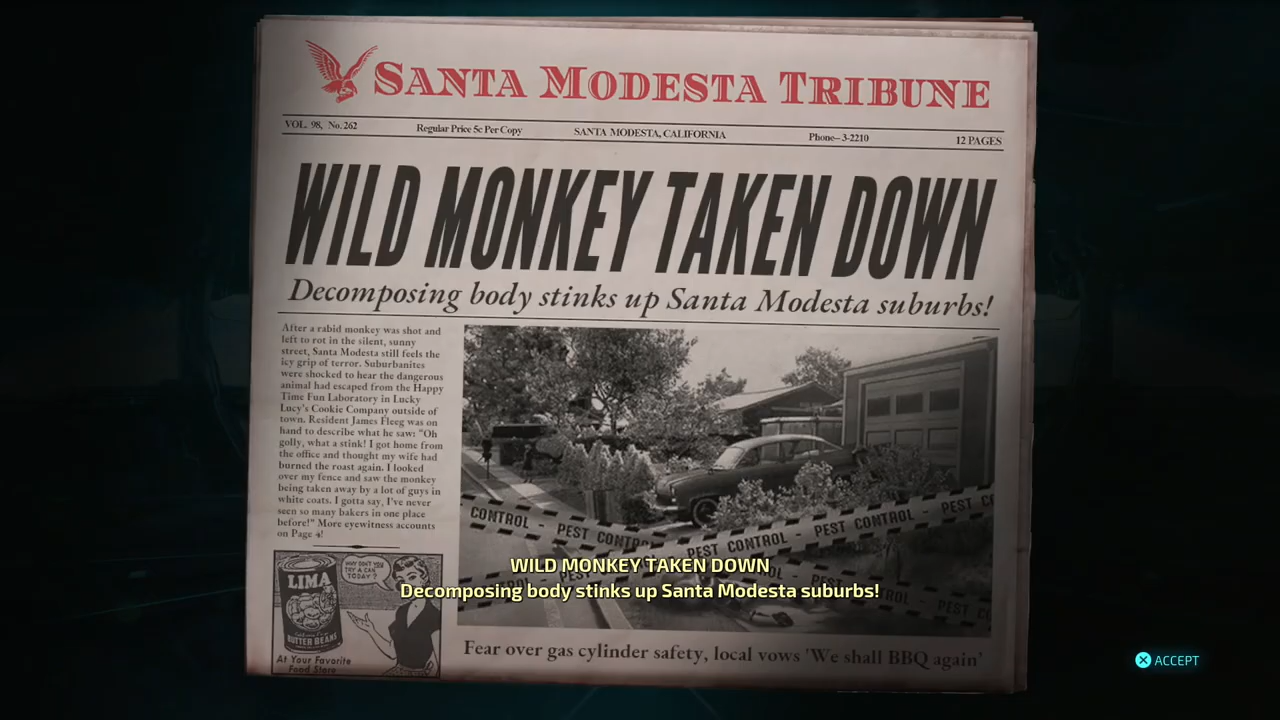 SANTA MODESTA TRIBUNE
VOL. 98, No. 262 Regular Price 5c Per Copy SANTA MODESTA, CALIFORNIA Phone-3-2210 12 PAGES
WILD MONKEY TAKEN DOWN
Decomposing body stinks up Santa Modesta suburbs!
After a rabid monkey was shot and
left to rot in the silent, sunny
street, Santa Modesta still feels the
icy grip of terror. Suburbanites
were shocked to hear the dangerous
animal had escaped from the Happy
Time Fun Laboratory in Lucky
Lucy's Cookie Company outside of
town. Resident James Fleeg was on
hand to describe what he saw: "Oh
golly, what a stink! I got home from
the office and thought my wife had
burned the roast again. I looked
over my fence and saw the monkey
being taken away by a lot of guys in
white coats. I gotta say, I've never
seen so many bakers in one place
before!" More eyewitness accounts
on Page 4!
CONTROL - PEST CONTROL - PEST CONTROL - PEST CONTROL - PEST C
WHY DON'T YOU
TRY A CAN
TODAY?
LIMA
BUTTER BEANS
At Your Favorite
Food Store
WILD MONKEY TAKEN DOWN
Decomposing body stinks up Santa Modesta suburbs!
Fear over gas cylinder safety, local vows 'We shall BBQ again'
ACCEPT